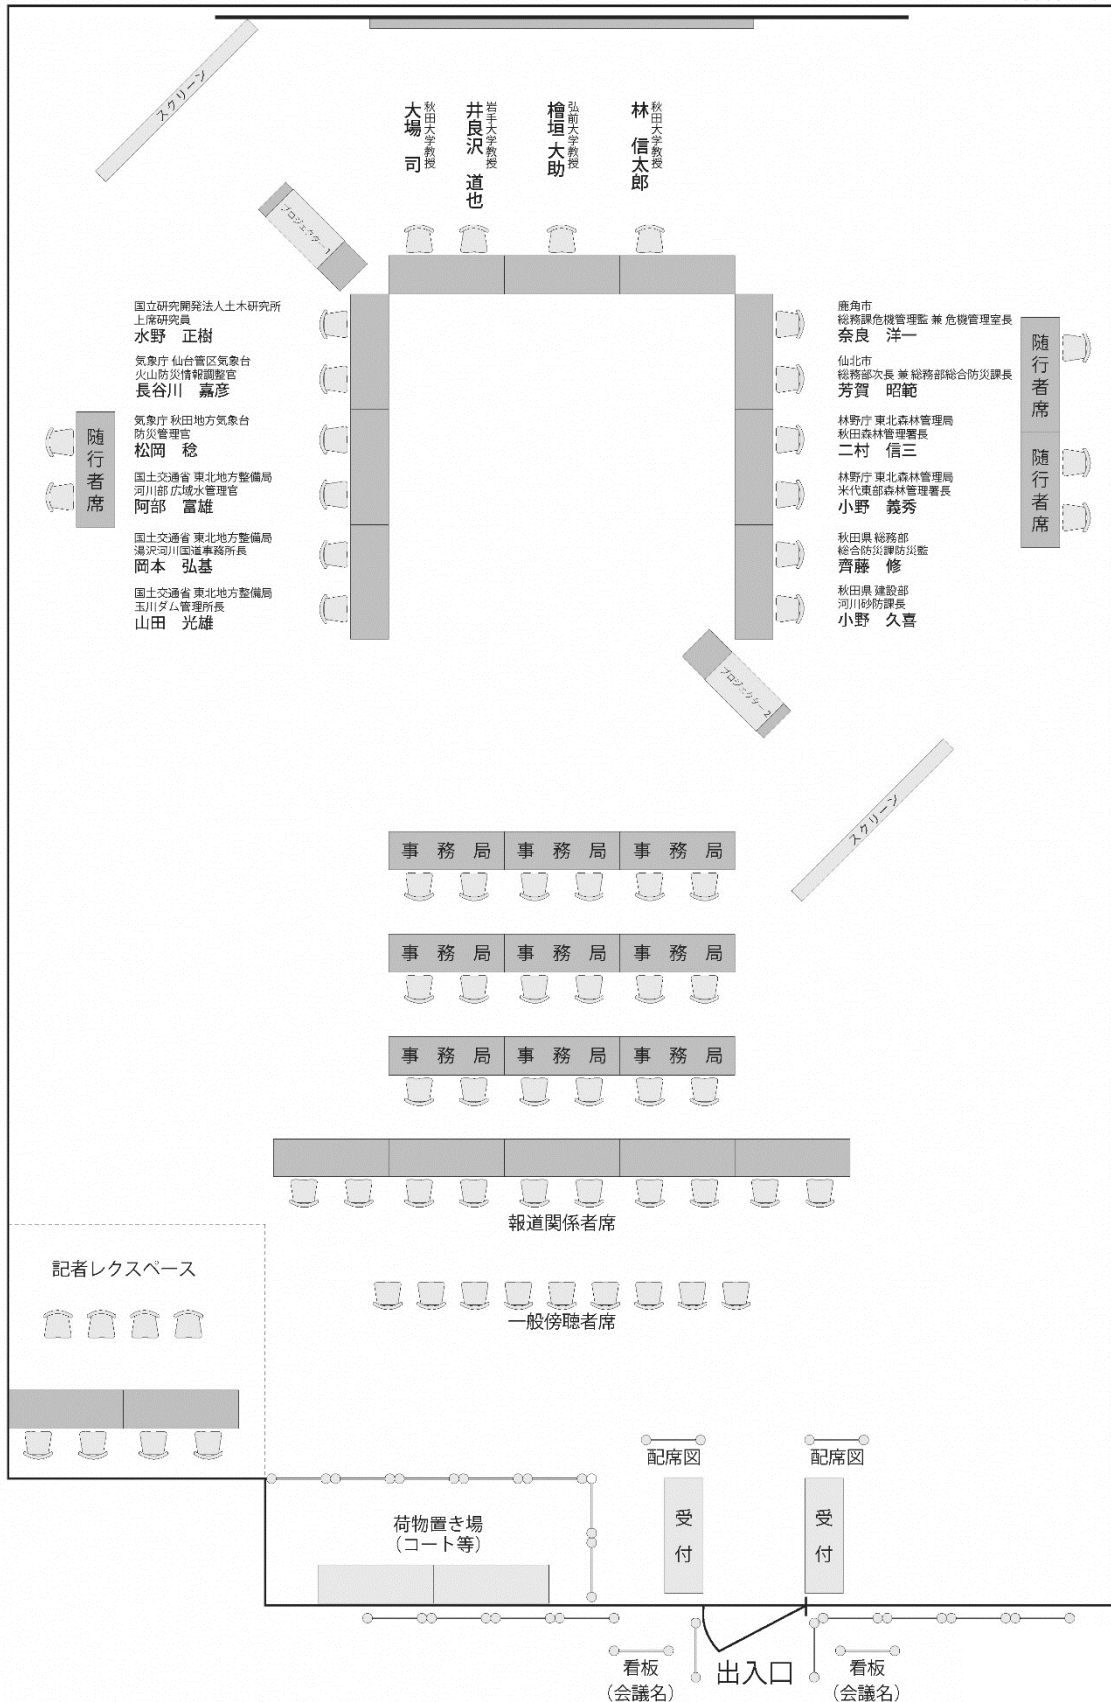 スクリーン
秋田大学教授
大場　司
岩手大学教授
井良沢　道也
弘前大学教授
檜垣 大助
秋田大学教授
林　信太郎
プロジェクター1
国立研究開発法人土木研究所
上席研究員
水野　正樹
気象庁 仙台管区気象台
火山防災情報調整官
長谷川　嘉彦
気象庁 秋田地方気象台
防災管理官
松岡　稔
国土交通省 東北地方整備局
河川部 広域水管理官
阿部　富雄
国土交通省 東北地方整備局
湯沢河川国道事務所長
岡本　弘基
国土交通省 東北地方整備局
玉川ダム管理所長
山田　光雄
随行者席
鹿角市
総務課危機管理監 兼 危機管理室長
奈良　洋一
仙北市
総務部次長 兼 総務部総合防災課長
芳賀　昭範
林野庁 東北森林管理局
秋田森林管理署長
二村　信三
林野庁 東北森林管理局
米代東部森林管理署長
小野　義秀
秋田県 総務部
総合防災課防災監
齊藤　修
秋田県 建設部
河川砂防課長
小野　久喜
随行者席
随行者席
プロジェクター2
スクリーン
事　務　局　事　務　局　事　務　局
事　務　局　事　務　局　事　務　局
事　務　局　事　務　局　事　務　局
報道関係者席
記者レクスペース
一般傍聴者席
配席図
配席図
荷物置き場
（コート等）
受付
受付
出入口
看板
（会議名）
看板
（会議名）